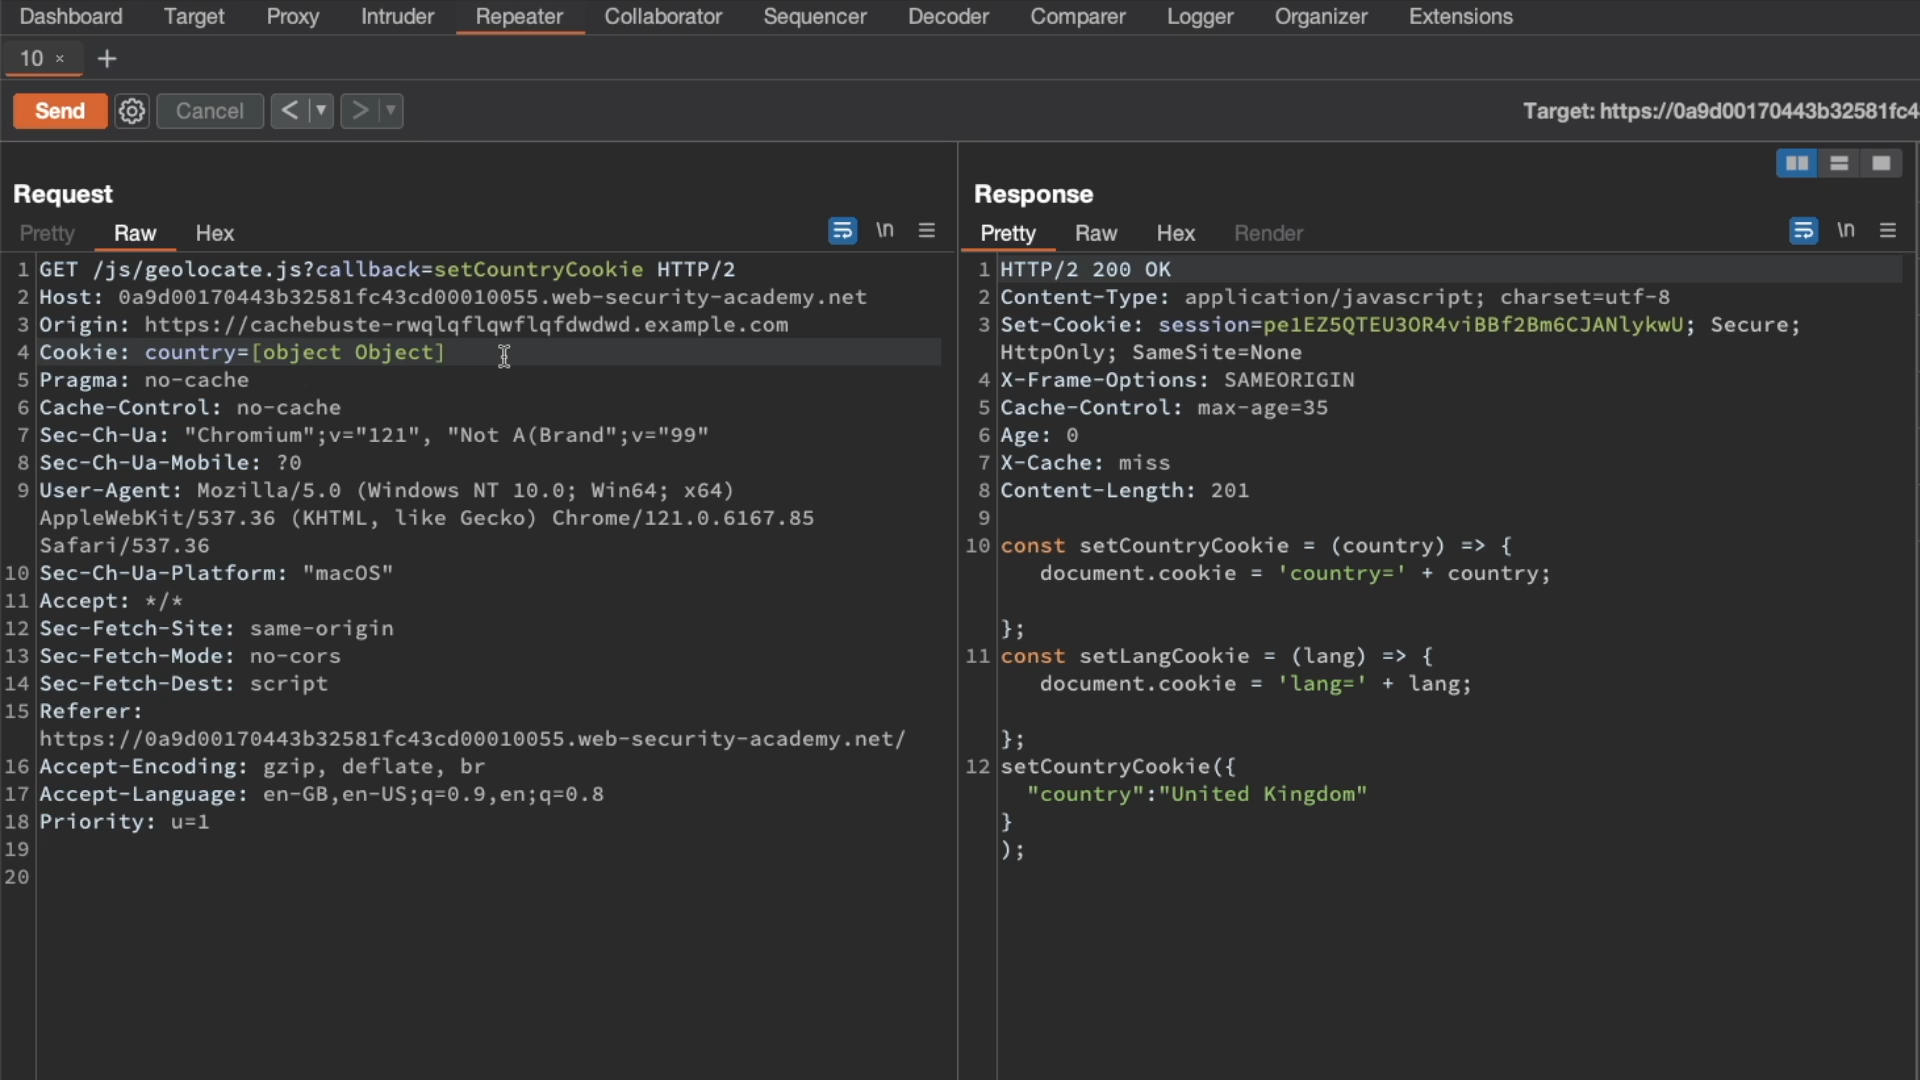 Dashboard Target Proxy Intruder Repeater Collaborator Sequencer Decoder Comparer Logger Organizer Extensions
10 × +
Send Cancel < >
Target: https://0a9d00170443b32581fc4
Request
Pretty Raw Hex \n
1 GET /js/geolocate.js?callback=setCountryCookie HTTP/2
2 Host: 0a9d00170443b32581fc43cd00010055.web-security-academy.net
3 Origin: https://cachebuste-rwqlqflqwflqfdwdwd.example.com
4 Cookie: country=[object Object]
5 Pragma: no-cache
6 Cache-Control: no-cache
7 Sec-Ch-Ua: "Chromium";v="121", "Not A(Brand";v="99"
8 Sec-Ch-Ua-Mobile: ?0
9 User-Agent: Mozilla/5.0 (Windows NT 10.0; Win64; x64)
AppleWebKit/537.36 (KHTML, like Gecko) Chrome/121.0.6167.85
Safari/537.36
10 Sec-Ch-Ua-Platform: "macOS"
11 Accept: */*
12 Sec-Fetch-Site: same-origin
13 Sec-Fetch-Mode: no-cors
14 Sec-Fetch-Dest: script
15 Referer:
https://0a9d00170443b32581fc43cd00010055.web-security-academy.net/
16 Accept-Encoding: gzip, deflate, br
17 Accept-Language: en-GB,en-US;q=0.9,en;q=0.8
18 Priority: u=1
19
20
Response
Pretty Raw Hex Render \n
1 HTTP/2 200 OK
2 Content-Type: application/javascript; charset=utf-8
3 Set-Cookie: session=pe1EZ5QTEU3OR4viBBf2Bm6CJANlykwU; Secure;
HttpOnly; SameSite=None
4 X-Frame-Options: SAMEORIGIN
5 Cache-Control: max-age=35
6 Age: 0
7 X-Cache: miss
8 Content-Length: 201
9
10 const setCountryCookie = (country) => {
document.cookie = 'country=' + country;
};
11 const setLangCookie = (lang) => {
document.cookie = 'lang=' + lang;
};
12 setCountryCookie({
"country":"United Kingdom"
}
);